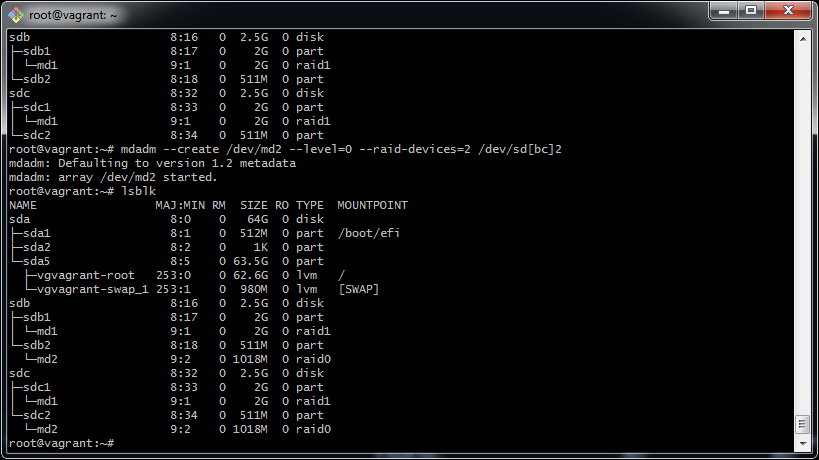 root@vagrant: ~
sdb                    8:16   0  2.5G  0 disk
├─sdb1                 8:17   0    2G  0 part
│ └─md1                9:1    0    2G  0 raid1
└─sdb2                 8:18   0  511M  0 part
sdc                    8:32   0  2.5G  0 disk
├─sdc1                 8:33   0    2G  0 part
│ └─md1                9:1    0    2G  0 raid1
└─sdc2                 8:34   0  511M  0 part
root@vagrant:~# mdadm --create /dev/md2 --level=0 --raid-devices=2 /dev/sd[bc]2
mdadm: Defaulting to version 1.2 metadata
mdadm: array /dev/md2 started.
root@vagrant:~# lsblk
NAME                 MAJ:MIN RM  SIZE RO TYPE  MOUNTPOINT
sda                    8:0    0   64G  0 disk
├─sda1                 8:1    0  512M  0 part  /boot/efi
├─sda2                 8:2    0    1K  0 part
└─sda5                 8:5    0 63.5G  0 part
  ├─vgvagrant-root   253:0    0 62.6G  0 lvm   /
  └─vgvagrant-swap_1 253:1    0  980M  0 lvm   [SWAP]
sdb                    8:16   0  2.5G  0 disk
├─sdb1                 8:17   0    2G  0 part
│ └─md1                9:1    0    2G  0 raid1
└─sdb2                 8:18   0  511M  0 part
  └─md2                9:2    0 1018M  0 raid0
sdc                    8:32   0  2.5G  0 disk
├─sdc1                 8:33   0    2G  0 part
│ └─md1                9:1    0    2G  0 raid1
└─sdc2                 8:34   0  511M  0 part
  └─md2                9:2    0 1018M  0 raid0
root@vagrant:~#